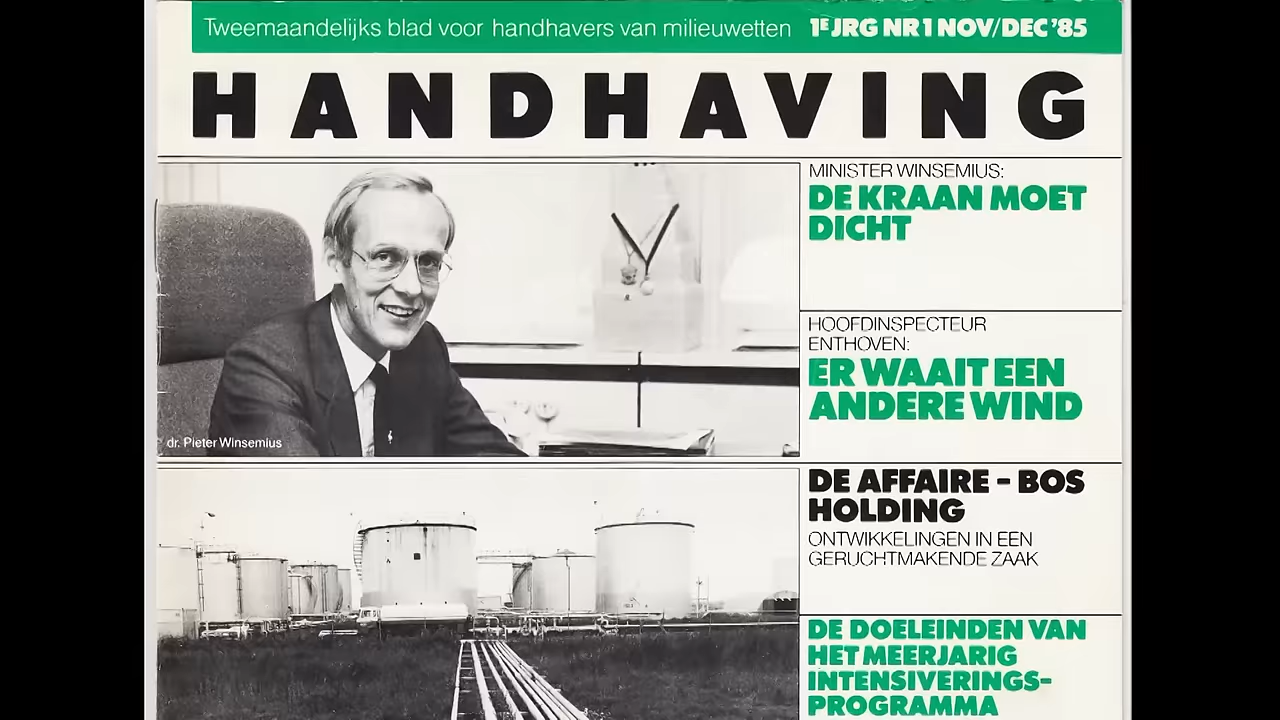 Tweemaandelijks blad voor handhavers van milieuwetten 1E JRG NR 1 NOV/DEC '85
HANDHAVING
MINISTER WINSEMIUS:
DE KRAAN MOET
DICHT
HOOFDINSPECTEUR
ENTHOVEN:
ER WAAIT EEN
ANDERE WIND
dr. Pieter Winsemius
DE AFFAIRE - BOS
HOLDING
ONTWIKKELINGEN IN EEN
GERUCHTMAKENDE ZAAK
DE DOELEINDEN VAN
HET MEERJARIG
INTENSIVERINGS-
PROGRAMMA